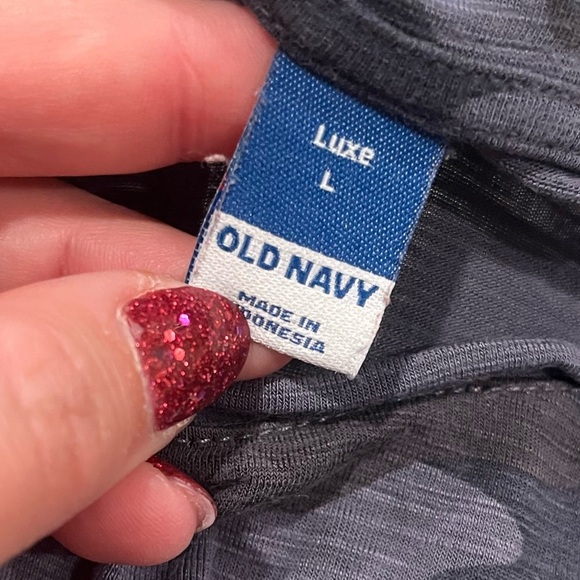 Luxe
L
OLD NAVY
MADE IN
INDONESIA